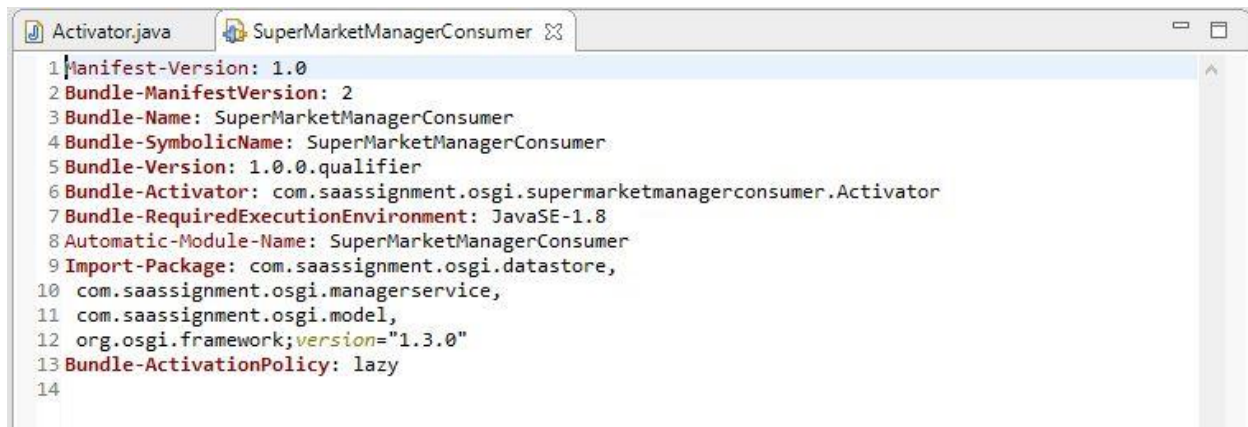 Activator.java SuperMarketManagerConsumer
1 Manifest-Version: 1.0
2 Bundle-ManifestVersion: 2
3 Bundle-Name: SuperMarketManagerConsumer
4 Bundle-SymbolicName: SuperMarketManagerConsumer
5 Bundle-Version: 1.0.0.qualifier
6 Bundle-Activator: com.saassignment.osgi.supermarketmanagerconsumer.Activator
7 Bundle-RequiredExecutionEnvironment: JavaSE-1.8
8 Automatic-Module-Name: SuperMarketManagerConsumer
9 Import-Package: com.saassignment.osgi.datastore,
10 com.saassignment.osgi.managerservice,
11 com.saassignment.osgi.model,
12 org.osgi.framework;version="1.3.0"
13 Bundle-ActivationPolicy: lazy
14